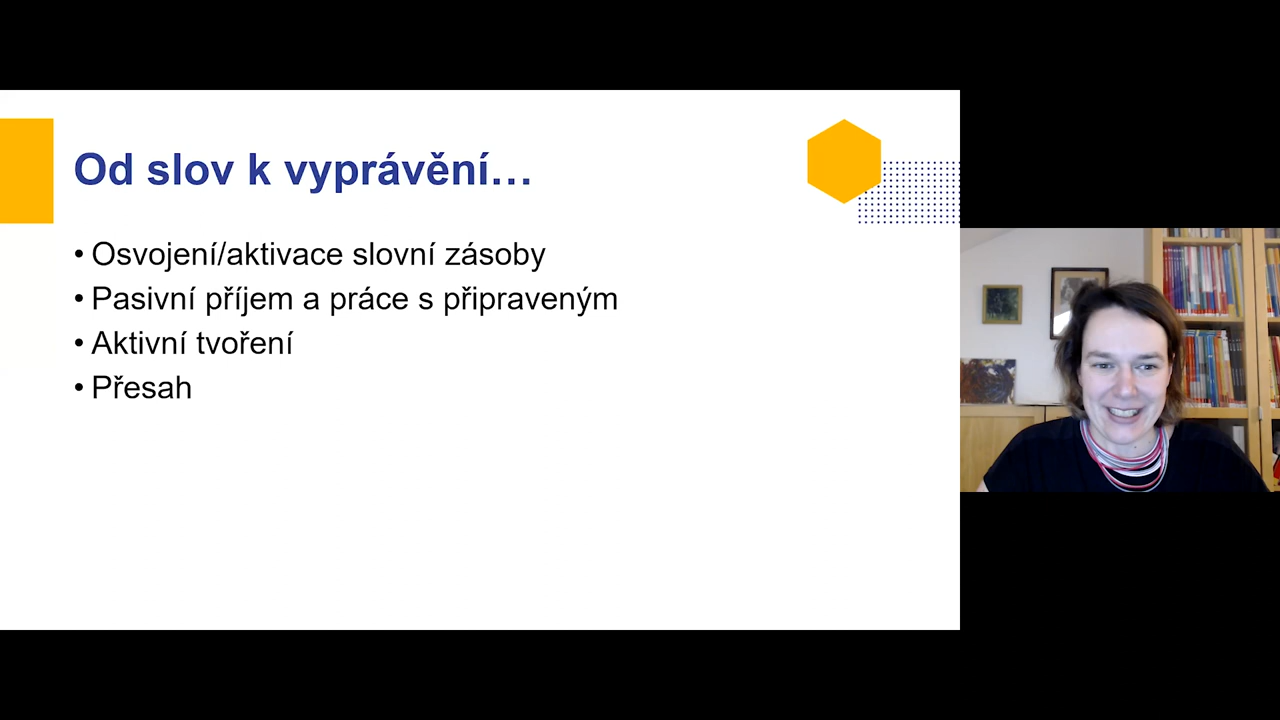 Od slov k vyprávění…
• Osvojení/aktivace slovní zásoby
• Pasivní příjem a práce s připraveným
• Aktivní tvoření
• Přesah